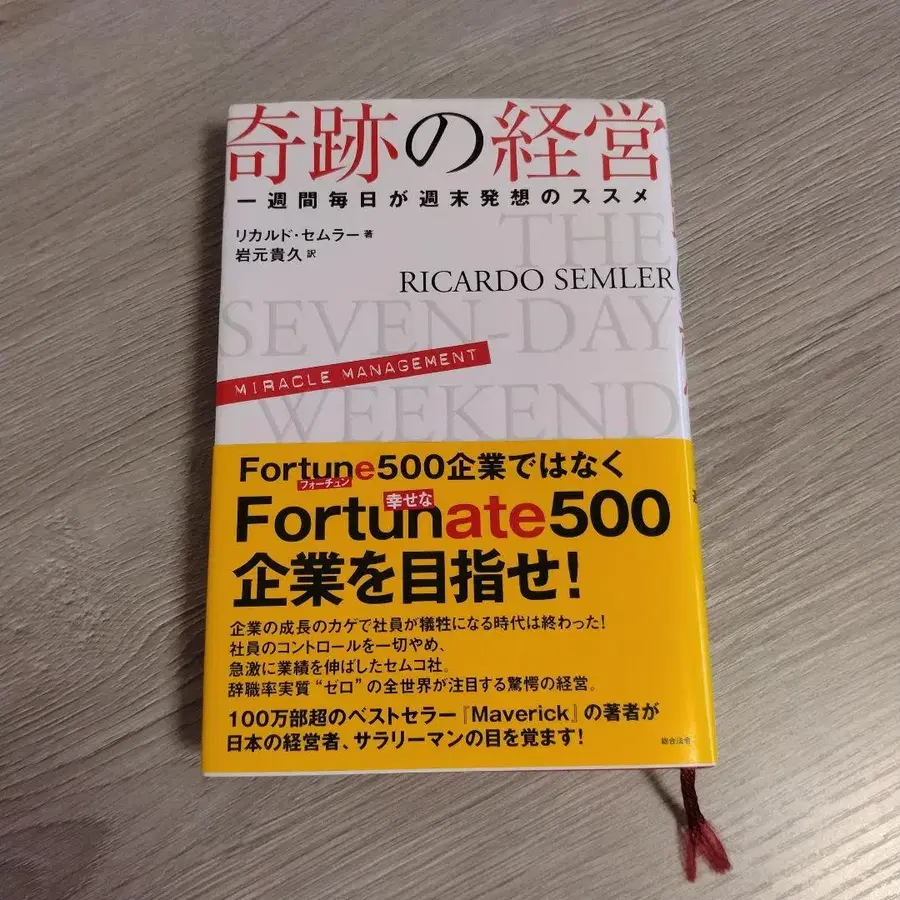 奇跡の経営
一週間毎日が週末発想のススメ
リカルド・セムラー 著
岩元貴久 訳
THE
RICARDO SEMLER
SEVEN-DAY
MIRACLE MANAGEMENT
WEEKEND
Fortune500企業ではなく
フォーチュン
幸せな
Fortunate500
企業を目指せ!
企業の成長のカゲで社員が犠牲になる時代は終わった!
社員のコントロールを一切やめ、
急激に業績を伸ばしたセムコ社。
辞職率実質“ゼロ”の全世界が注目する驚愕の経営。
100万部超のベストセラー『Maverick』の著者が
日本の経営者、サラリーマンの目を覚ます!
総合法令